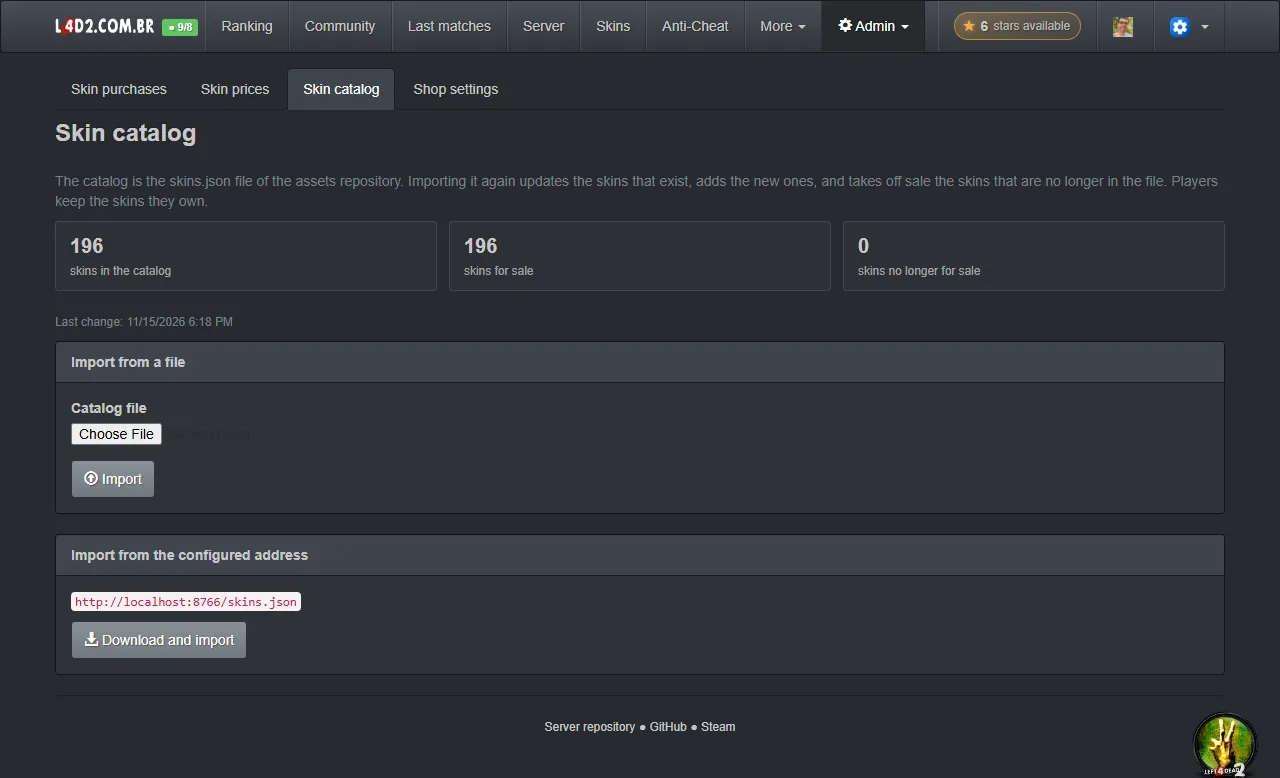 L4D2.COM.BR
9/8
Ranking
Community
Last matches
Server
Skins
Anti-Cheat
More
Admin
6 stars available
Skin purchases
Skin prices
Skin catalog
Shop settings
Skin catalog
The catalog is the skins.json file of the assets repository. Importing it again updates the skins that exist, adds the new ones, and takes off sale the skins that are no longer in the file. Players
keep the skins they own.
196
skins in the catalog
196
skins for sale
0
skins no longer for sale
Last change: 11/15/2026 6:18 PM
Import from a file
Catalog file
Choose File
Import
Import from the configured address
http://localhost:8766/skins.json
Download and import
Server repository ● GitHub ● Steam
LEFT 4 DEAD 2